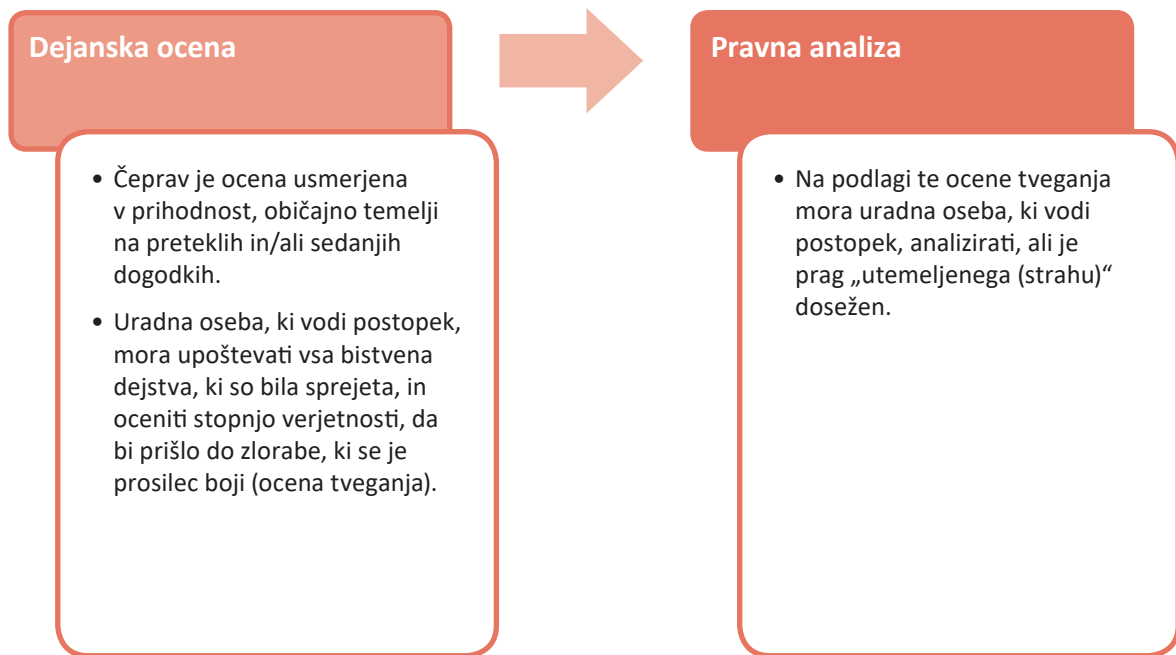 Dejanska ocena
• Čeprav je ocena usmerjena
v prihodnost, običajno temelji
na preteklih in/ali sedanjih
dogodkih.
• Uradna oseba, ki vodi postopek,
mora upoštevati vsa bistvena
dejstva, ki so bila sprejeta, in
oceniti stopnjo verjetnosti, da
bi prišlo do zlorabe, ki se je
prosilec boji (ocena tveganja).
Pravna analiza
• Na podlagi te ocene tveganja
mora uradna oseba, ki vodi
postopek, analizirati, ali je
prag „utemeljenega (strahu)“
dosežen.